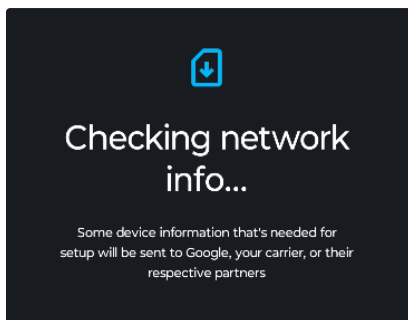 Checking network
info...
Some device information that's needed for
setup will be sent to Google, your carrier, or their
respective partners